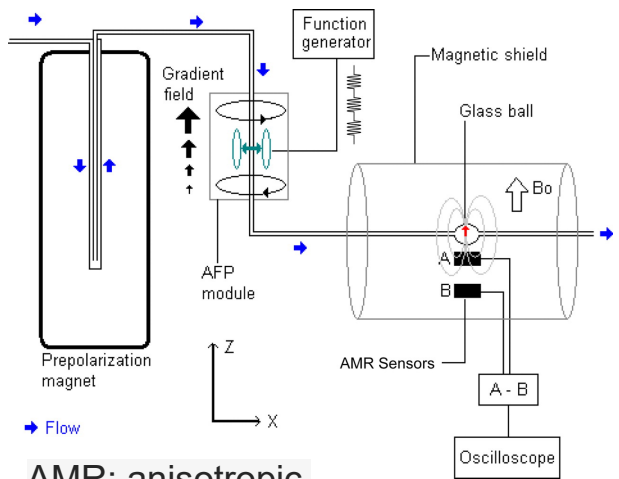 Function
generator
Magnetic shield
Gradient
field
Glass ball
Bo
A
B
AFP
module
AMR Sensors
Z
X
Prepolarization
magnet
A - B
Flow
Oscilloscope
AMR: anisotropic